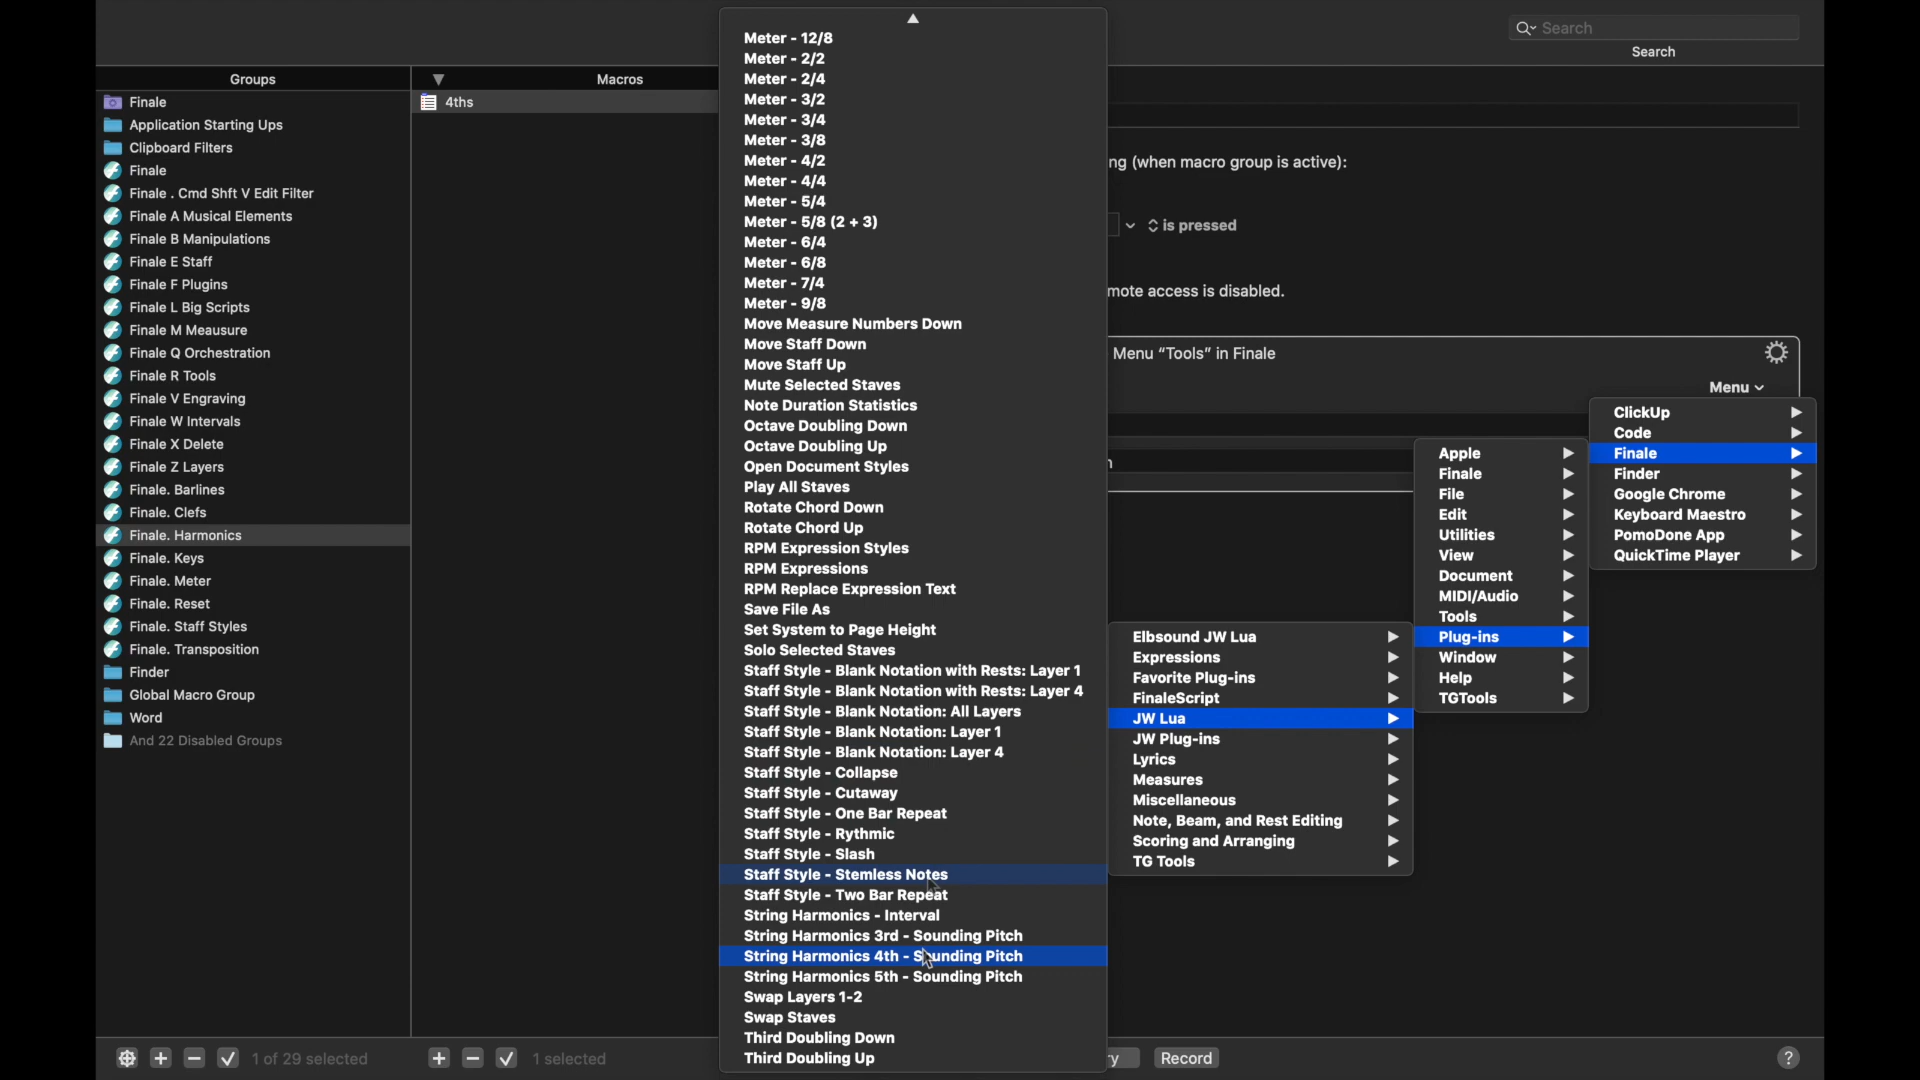 Search
Search
Groups
Macros
Finale
Application Starting Ups
Clipboard Filters
Finale
Finale . Cmd Shft V Edit Filter
Finale A Musical Elements
Finale B Manipulations
Finale E Staff
Finale F Plugins
Finale L Big Scripts
Finale M Meausure
Finale Q Orchestration
Finale R Tools
Finale V Engraving
Finale W Intervals
Finale X Delete
Finale Z Layers
Finale. Barlines
Finale. Clefs
Finale. Harmonics
Finale. Keys
Finale. Meter
Finale. Reset
Finale. Staff Styles
Finale. Transposition
Finder
Global Macro Group
Word
And 22 Disabled Groups
1 of 29 selected
4ths
1 selected
Meter - 12/8
Meter - 2/2
Meter - 2/4
Meter - 3/2
Meter - 3/4
Meter - 3/8
Meter - 4/2
Meter - 4/4
Meter - 5/4
Meter - 5/8 (2 + 3)
Meter - 6/4
Meter - 6/8
Meter - 7/4
Meter - 9/8
Move Measure Numbers Down
Move Staff Down
Move Staff Up
Mute Selected Staves
Note Duration Statistics
Octave Doubling Down
Octave Doubling Up
Open Document Styles
Play All Staves
Rotate Chord Down
Rotate Chord Up
RPM Expression Styles
RPM Expressions
RPM Replace Expression Text
Save File As
Set System to Page Height
Solo Selected Staves
Staff Style - Blank Notation with Rests: Layer 1
Staff Style - Blank Notation with Rests: Layer 4
Staff Style - Blank Notation: All Layers
Staff Style - Blank Notation: Layer 1
Staff Style - Blank Notation: Layer 4
Staff Style - Collapse
Staff Style - Cutaway
Staff Style - One Bar Repeat
Staff Style - Rythmic
Staff Style - Slash
Staff Style - Stemless Notes
Staff Style - Two Bar Repeat
String Harmonics - Interval
String Harmonics 3rd - Sounding Pitch
String Harmonics 4th - Sounding Pitch
String Harmonics 5th - Sounding Pitch
Swap Layers 1-2
Swap Staves
Third Doubling Down
Third Doubling Up
ng (when macro group is active):
is pressed
mote access is disabled.
Menu “Tools” in Finale
Menu
ClickUp
Code
Finale
Finder
Google Chrome
Keyboard Maestro
PomoDone App
QuickTime Player
Apple
Finale
File
Edit
Utilities
View
Document
MIDI/Audio
Tools
Plug-ins
Window
Help
TGTools
Elbsound JW Lua
Expressions
Favorite Plug-ins
FinaleScript
JW Lua
JW Plug-ins
Lyrics
Measures
Miscellaneous
Note, Beam, and Rest Editing
Scoring and Arranging
TG Tools
ry
Record
?